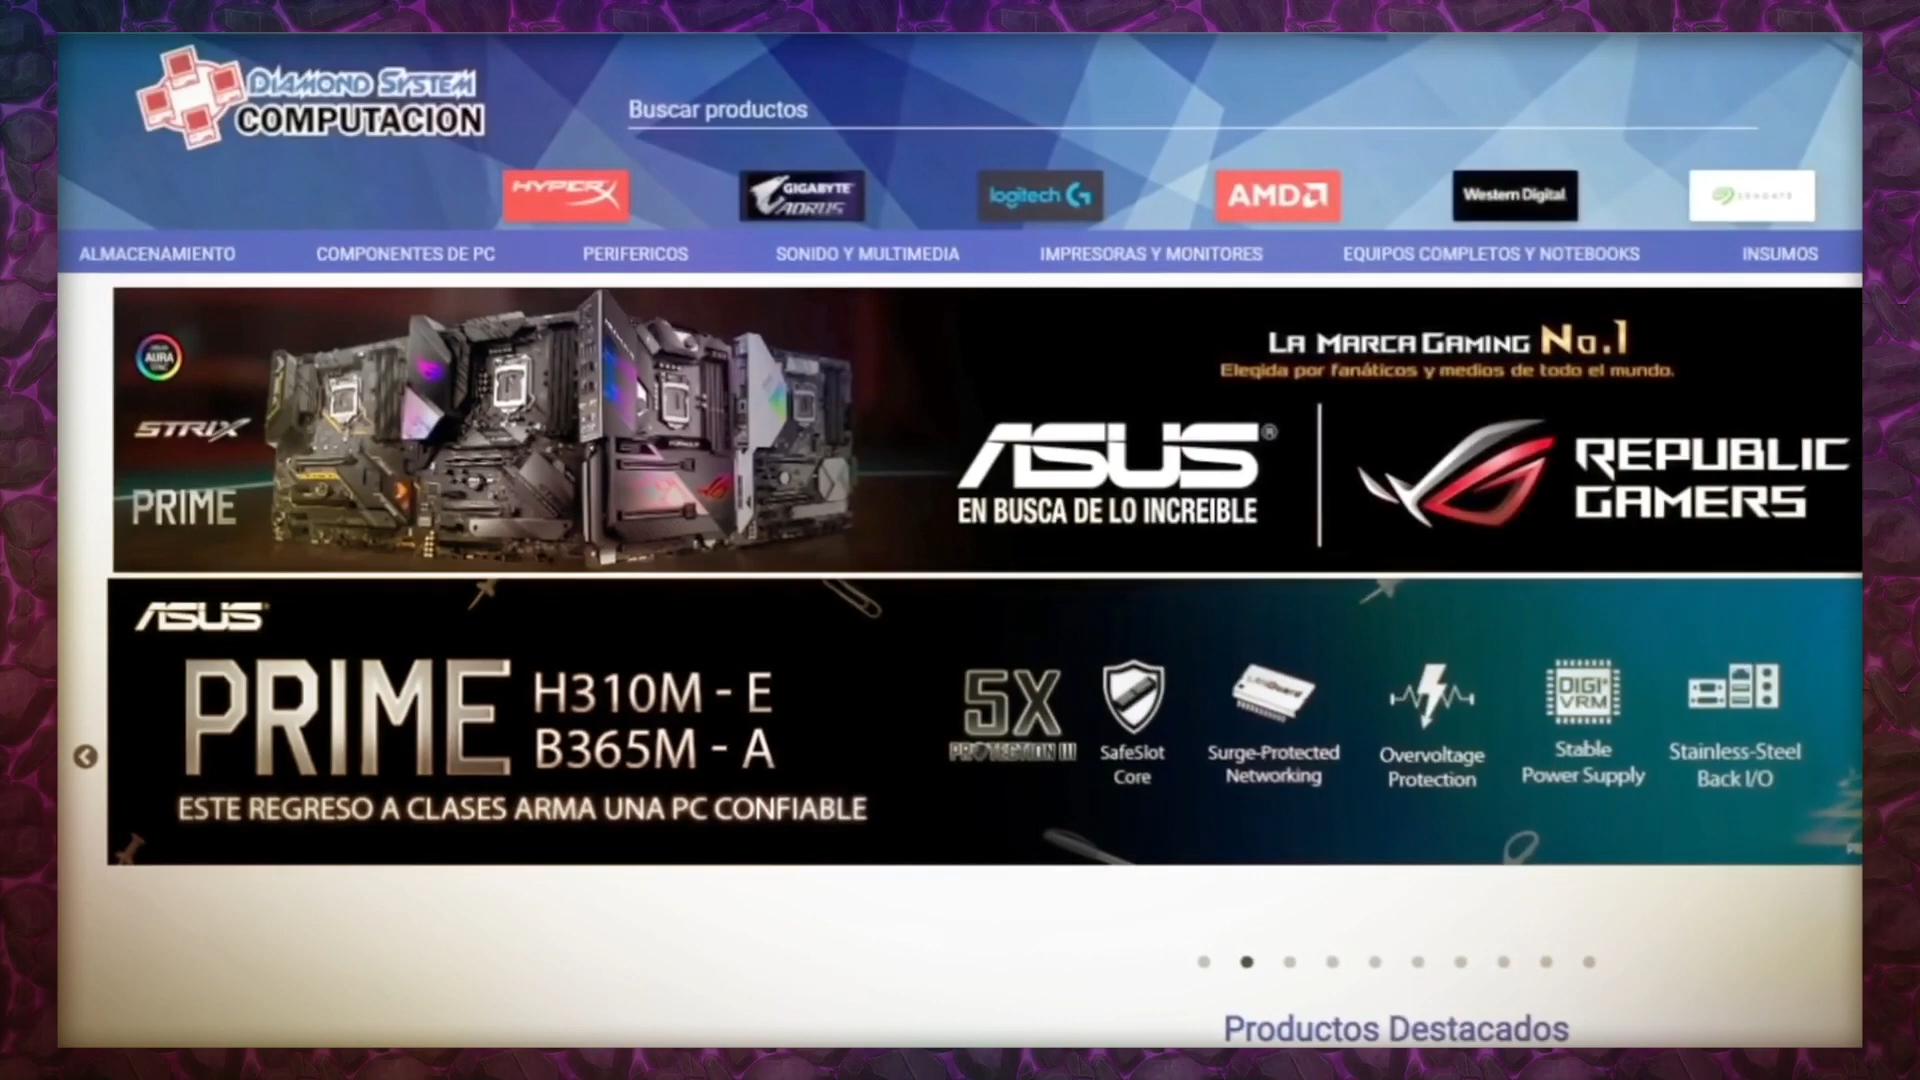 DIAMOND SYSTEM
COMPUTACION
Buscar productos
HYPERX
GIGABYTE
AORUS
logitech G
AMD
Western Digital
SEAGATE
ALMACENAMIENTO
COMPONENTES DE PC
PERIFERICOS
SONIDO Y MULTIMEDIA
IMPRESORAS Y MONITORES
EQUIPOS COMPLETOS Y NOTEBOOKS
INSUMOS
AURA
SYNC
STRIX
PRIME
LA MARCA GAMING No.1
Elegida por fanáticos y medios de todo el mundo.
ASUS®
EN BUSCA DE LO INCREIBLE
REPUBLIC
GAMERS
ASUS
PRIME
H310M - E
B365M - A
ESTE REGRESO A CLASES ARMA UNA PC CONFIABLE
5X
PROTECTION III
SafeSlot
Core
LANGuard
Surge-Protected
Networking
Overvoltage
Protection
DIGI+
VRM
Stable
Power Supply
Stainless-Steel
Back I/O
Productos Destacados